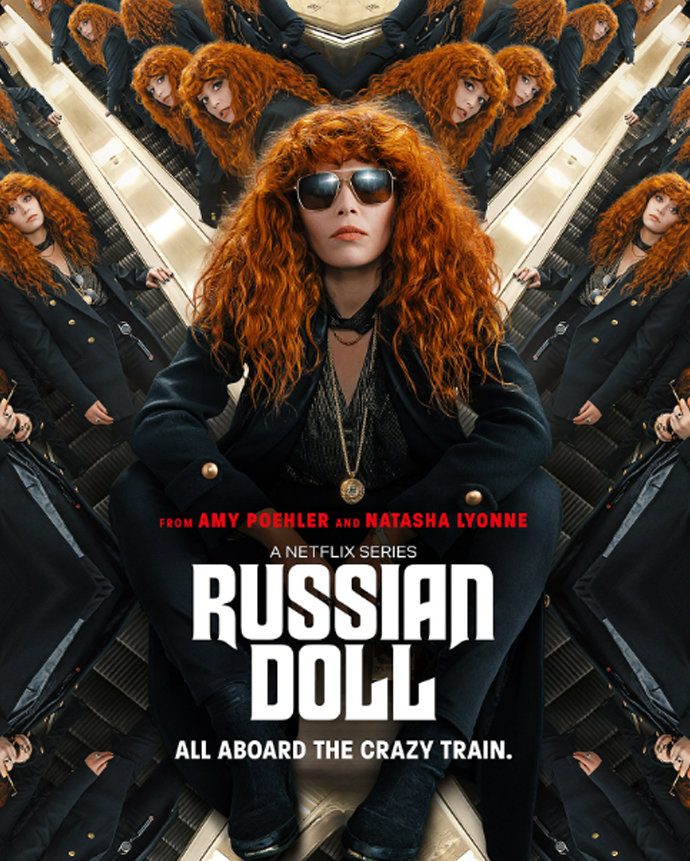 FROM AMY POEHLER AND NATASHA LYONNE
A NETFLIX SERIES
RUSSIAN
DOLL
ALL ABOARD THE CRAZY TRAIN.